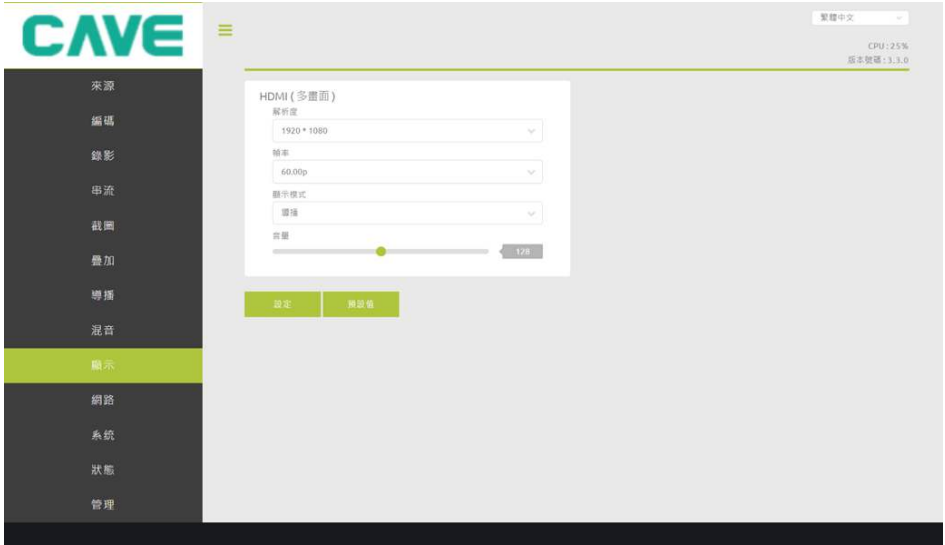 CAVE
繁體中文
CPU:25%
版本號碼:3.3.0
來源
編碼
錄影
串流
截圖
疊加
導播
混音
顯示
網路
系統
狀態
管理
HDMI(多畫面)
解析度
1920 * 1080
幀率
60.00p
顯示模式
導播
音量
128
設定
預設值